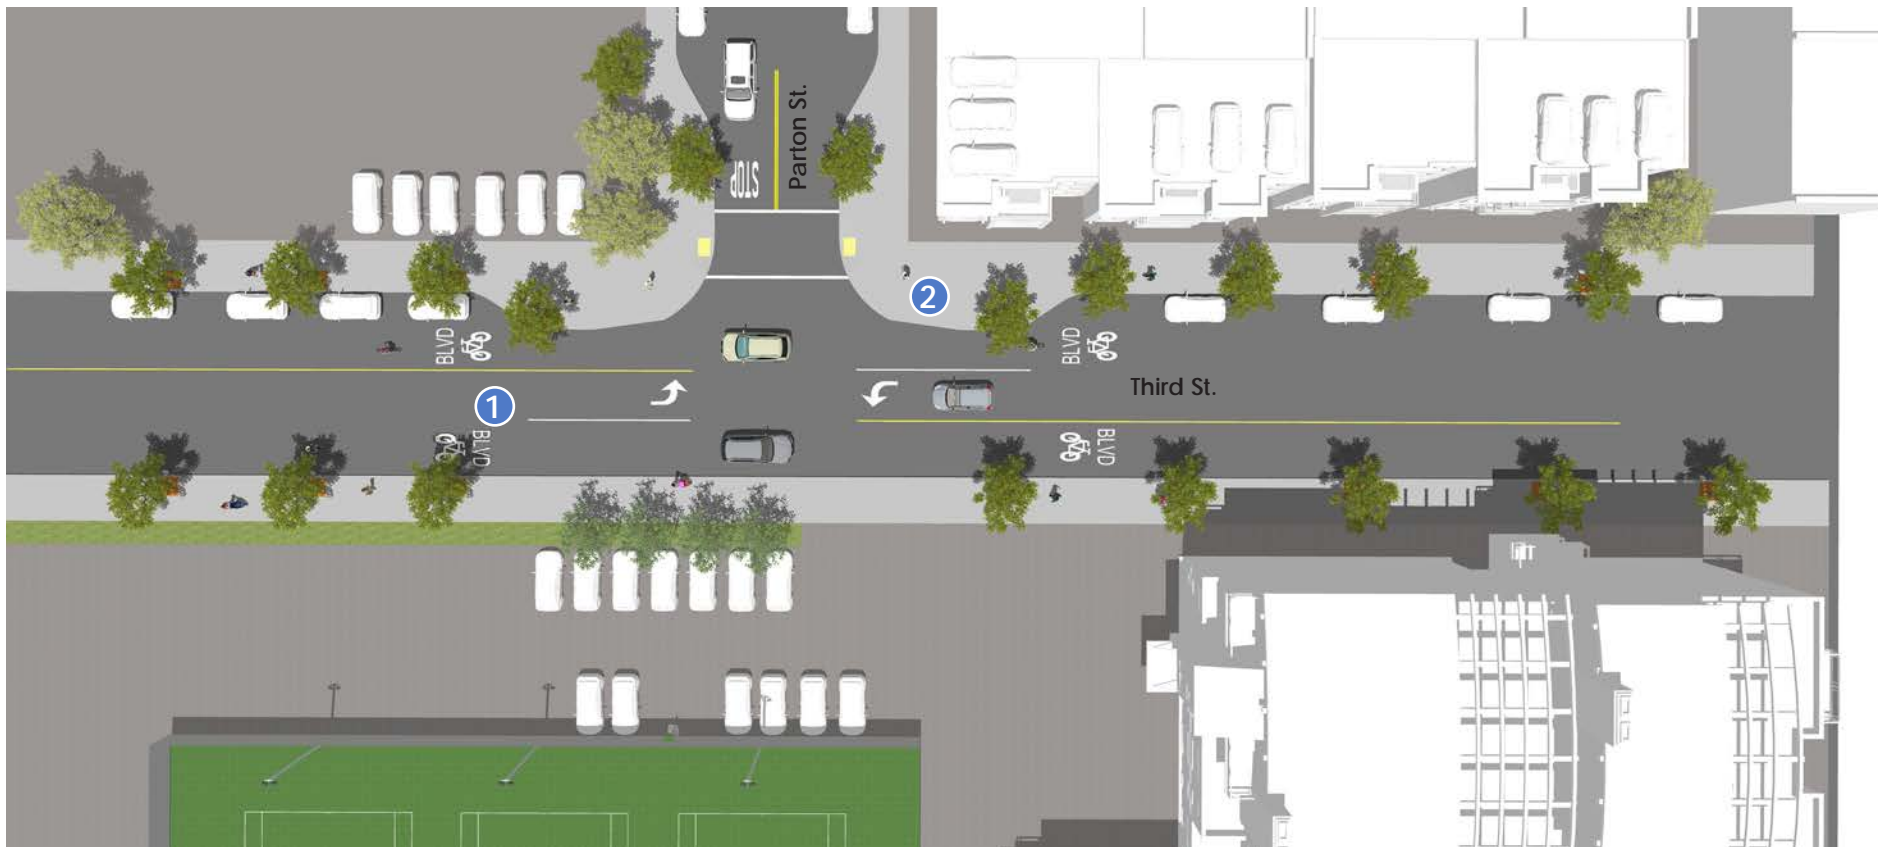 Parton St.
STOP
2
BLVD
BLVD
1
Third St.
BLVD
BLVD